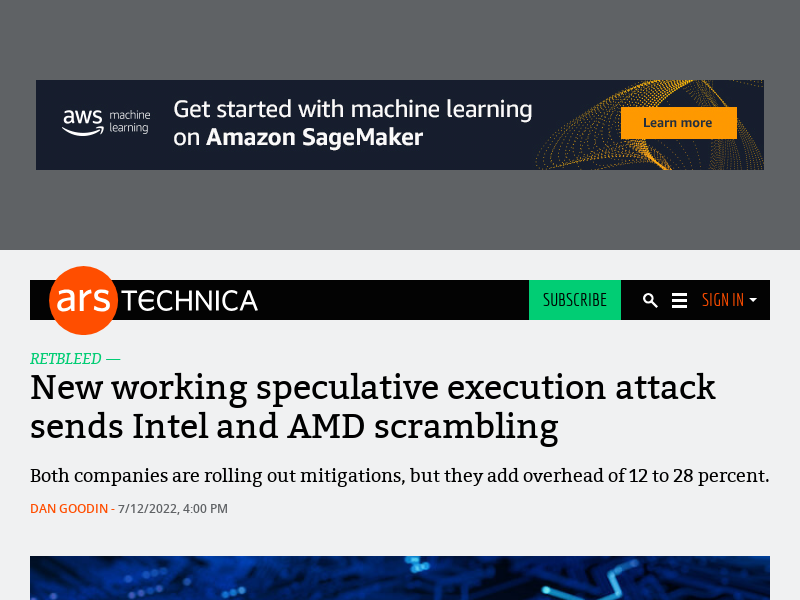 aws machine learning
Get started with machine learning
on Amazon SageMaker
Learn more
ars TECHNICA
SUBSCRIBE
SIGN IN
RETBLEED —
New working speculative execution attack
sends Intel and AMD scrambling
Both companies are rolling out mitigations, but they add overhead of 12 to 28 percent.
DAN GOODIN - 7/12/2022, 4:00 PM